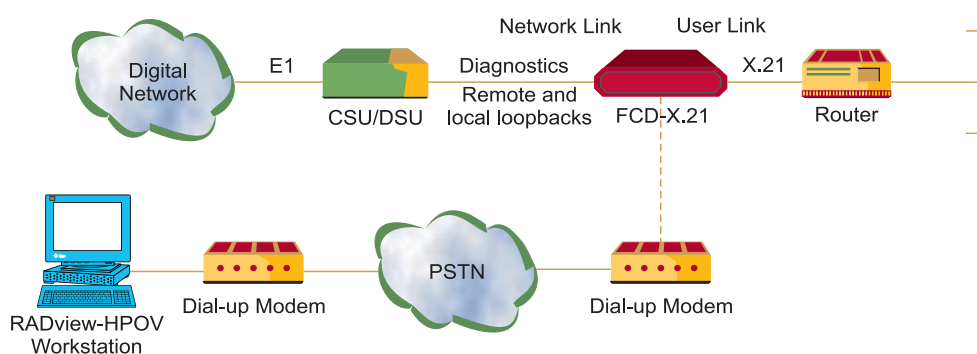 Network Link
User Link
Digital
Network
E1
CSU/DSU
Diagnostics
Remote and
local loopbacks
FCD-X.21
X.21
Router
RADview-HPOV
Workstation
Dial-up Modem
PSTN
Dial-up Modem